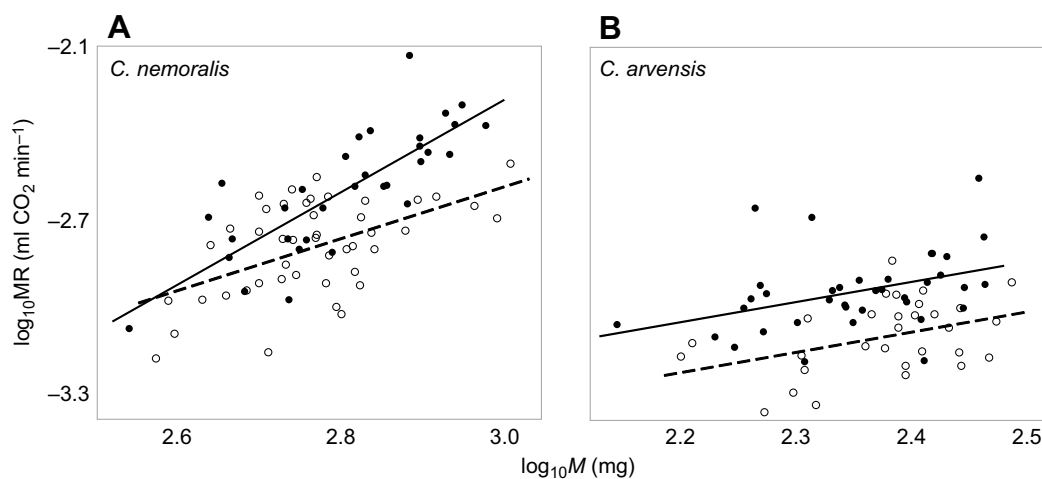 A
B
–2.1
C. nemoralis
C. arvensis
log₁₀MR (ml CO₂ min⁻¹)
–2.7
–3.3
2.6 2.8 3.0 2.2 2.3 2.4 2.5
log₁₀M (mg)